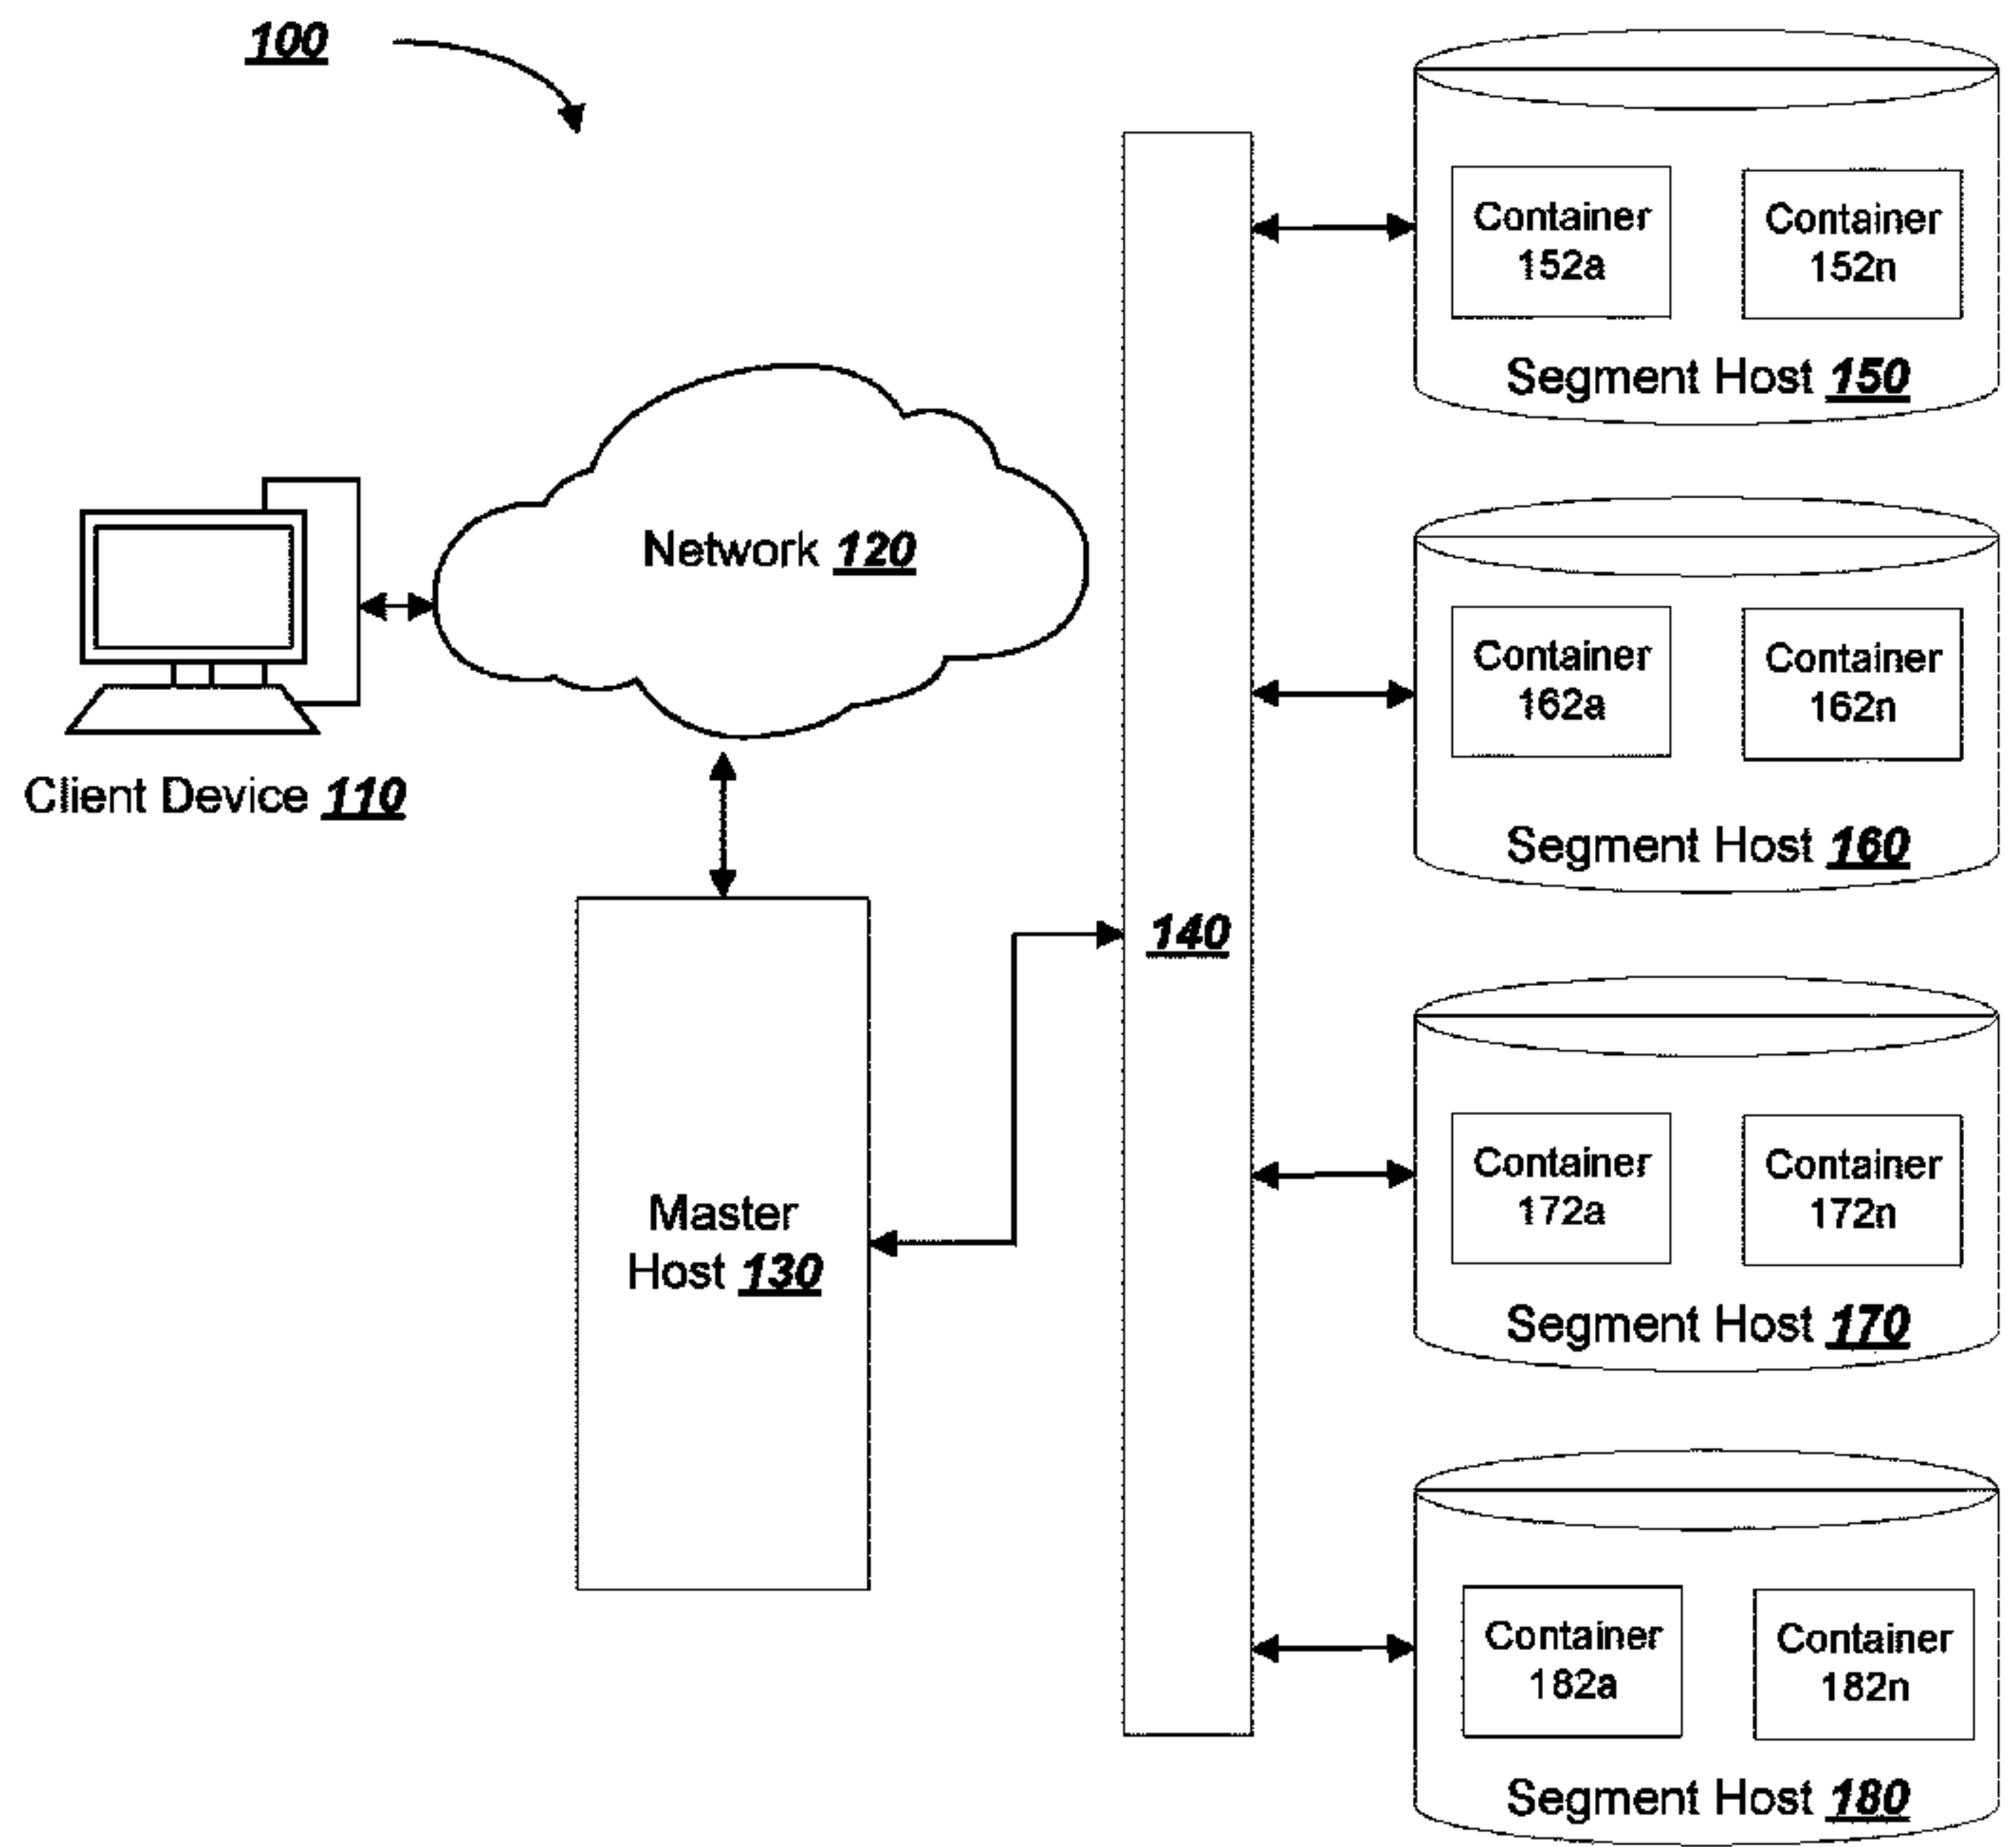 100
Container
152a
Container
152n
Segment Host 150
Network 120
Client Device 110
Container
162a
Container
162n
Segment Host 160
140
Master
Host 130
Container
172a
Container
172n
Segment Host 170
Container
182a
Container
182n
Segment Host 180